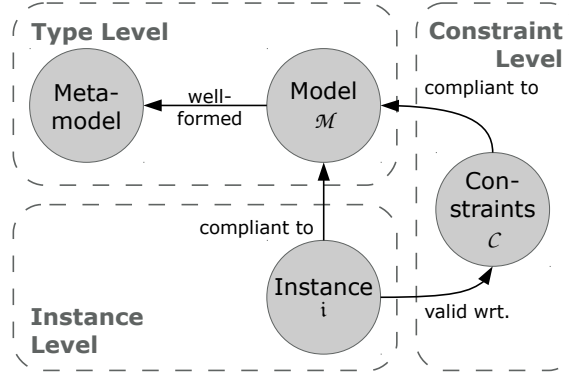 Type Level
Constraint
Level
Meta-
model
well-
formed
Model
ℳ
compliant to
Con-
straints
𝒞
compliant to
Instance
i
valid wrt.
Instance
Level